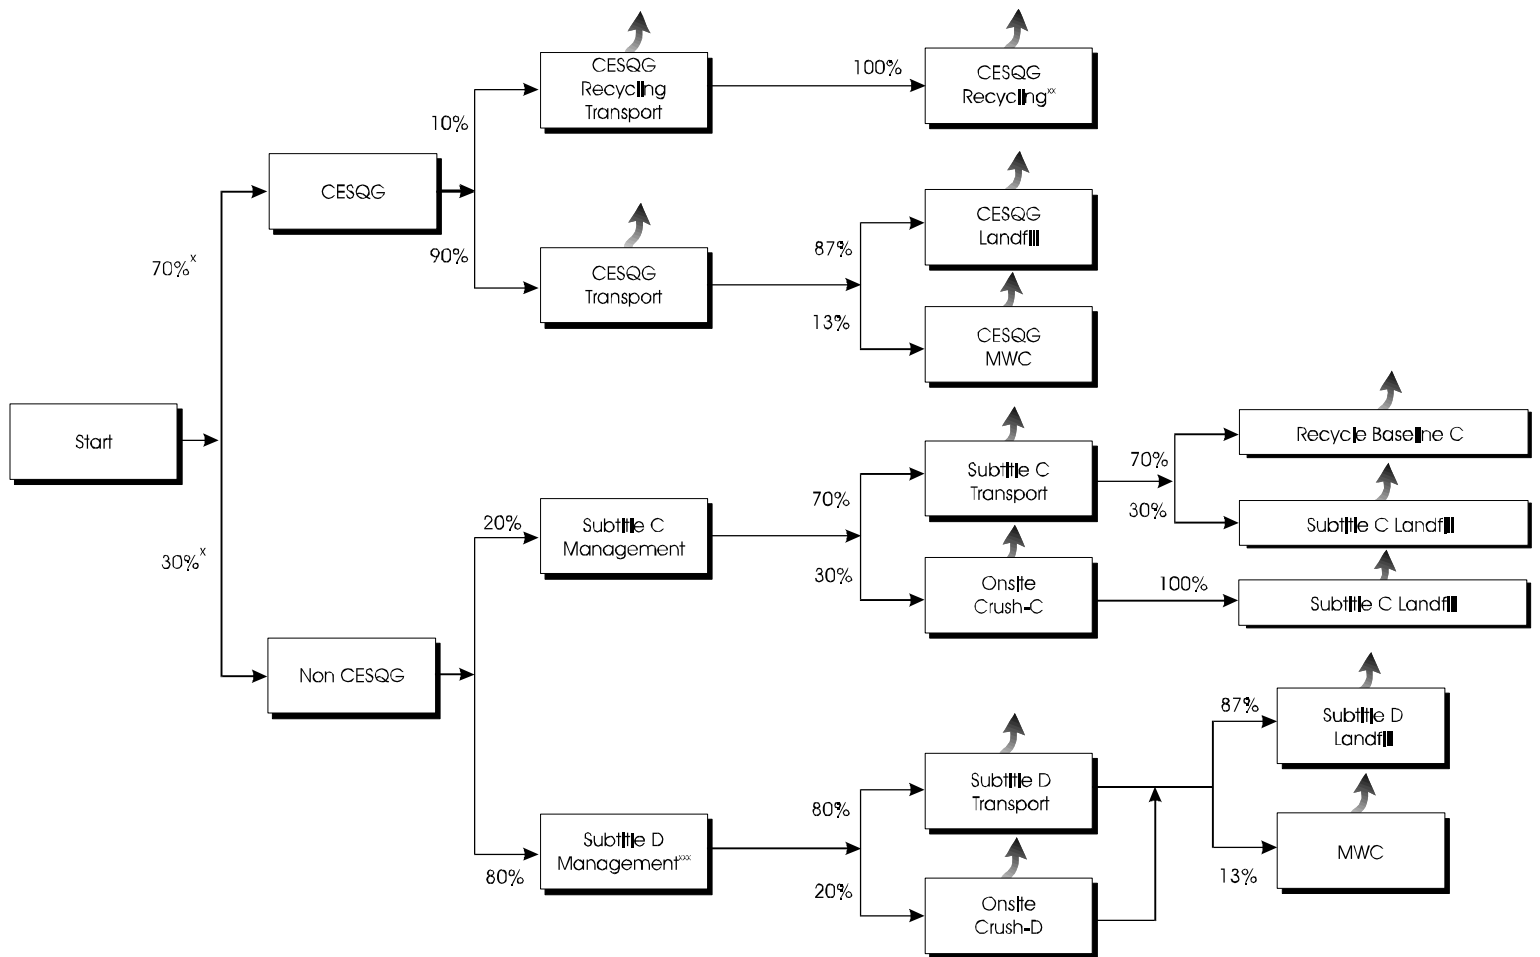 CESQG
Recycling
Transport
100%
CESQG
Recycling^xx
10%
CESQG
90%
70%^x
CESQG
Transport
87%
CESQG
Landfill
13%
CESQG
MWC
Start
30%^x
Non CESQG
20%
Subtitle C
Management
70%
Subtitle C
Transport
70%
Recycle Baseline C
30%
Subtitle C Landfill
30%
Onsite
Crush-C
100%
Subtitle C Landfill
80%
Subtitle D
Management^xxx
80%
Subtitle D
Transport
20%
Onsite
Crush-D
87%
Subtitle D
Landfill
13%
MWC